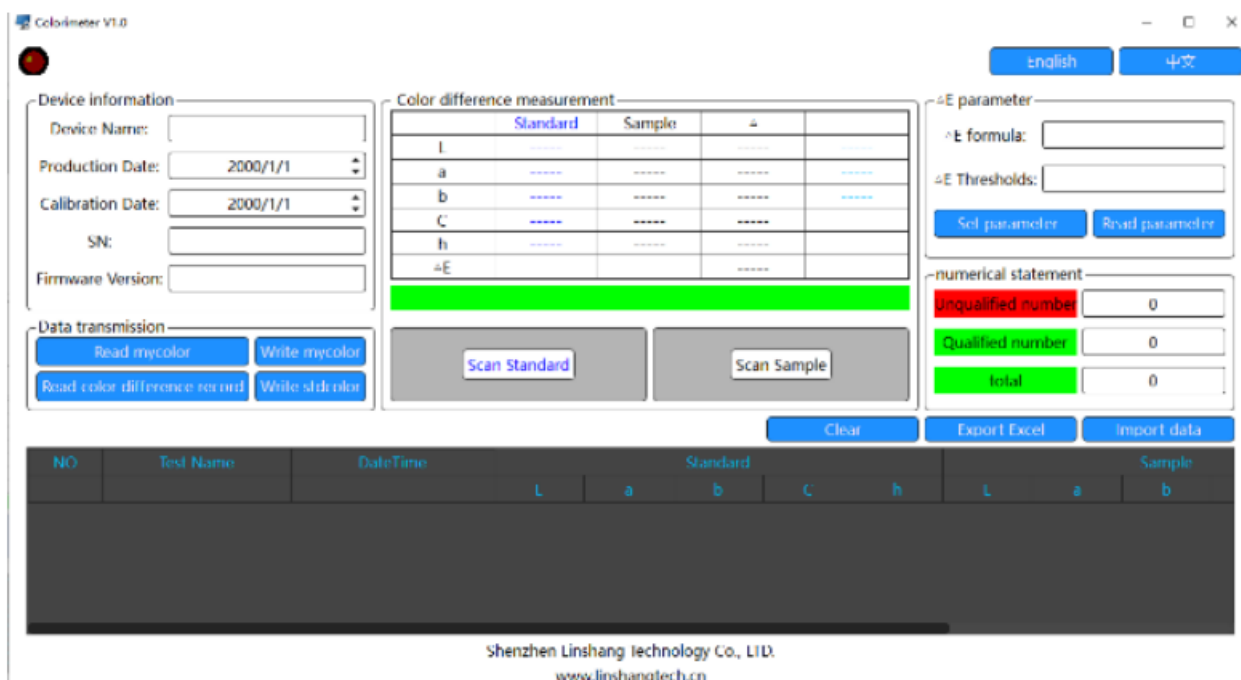 Colorimeter V1.0
English 中文
Device information
Device Name:
Production Date: 2000/1/1
Calibration Date: 2000/1/1
SN:
Firmware Version:
Data transmission
Read mycolor Write mycolor
Read color difference record Write stdcolor
Color difference measurement
Standard Sample △
L ----- ----- ----- -----
a ----- ----- ----- -----
b ----- ----- ----- -----
C ----- ----- -----
h ----- ----- -----
△E -----
Scan Standard Scan Sample
△E parameter
△E formula:
△E Thresholds:
Set parameter Read parameter
numerical statement
Unqualified number 0
Qualified number 0
total 0
Clear Export Excel Import data
NO Test Name DateTime Standard Sample
L a b C h L a b
Shenzhen Linshang Technology Co., LTD.
www.linshangtech.cn